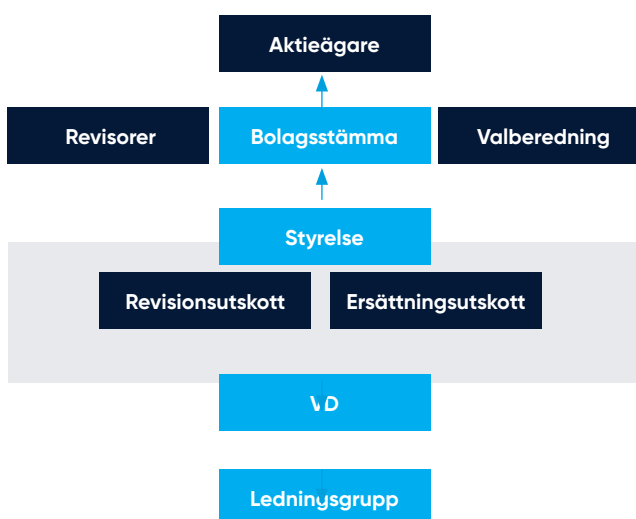 Aktieägare
Revisorer
Bolagsstämma
Valberedning
Styrelse
Revisionsutskott
Ersättningsutskott
VD
Ledningsgrupp